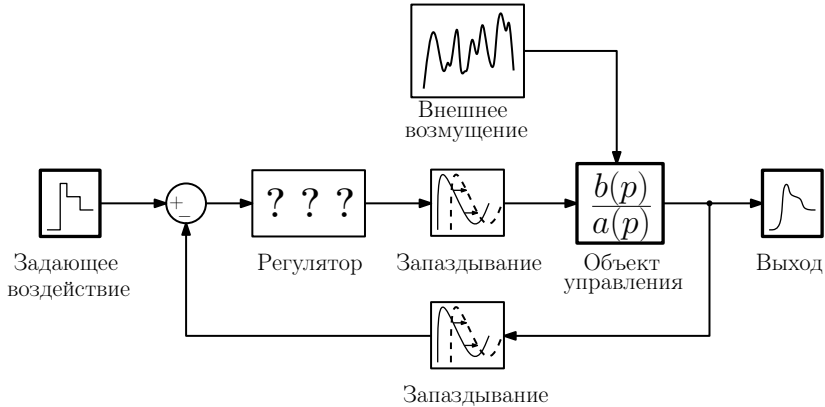 Внешнее
возмущение
+
−
? ? ?
b(p)
a(p)
Задающее
воздействие
Регулятор
Запаздывание
Объект
управления
Выход
Запаздывание